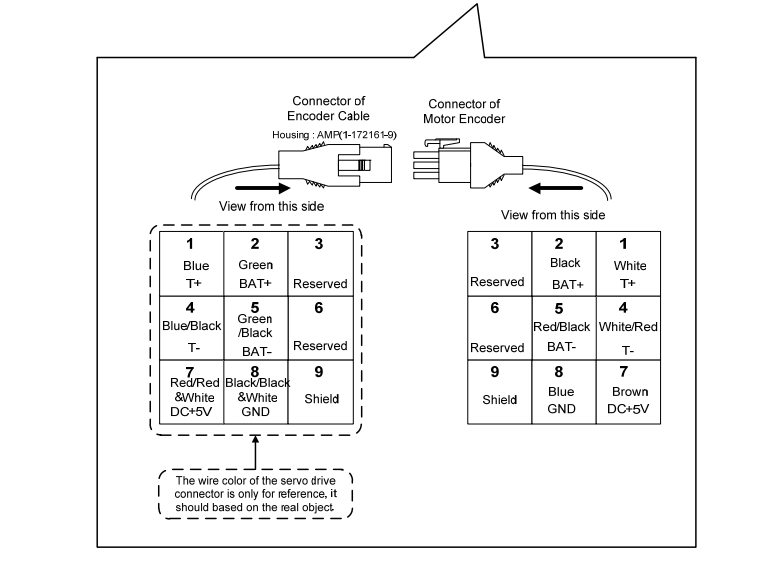 Connector of
Encoder Cable
Housing : AMP(1-172161-9)
Connector of
Motor Encoder
View from this side
View from this side
1
Blue
T+
2
Green
BAT+
3
Reserved
4
Blue/Black
T-
5
Green
/Black
BAT-
6
Reserved
7
Red/Red
&White
DC+5V
8
Black/Black
&White
GND
9
Shield
3
Reserved
2
Black
BAT+
1
White
T+
6
Reserved
5
Red/Black
BAT-
4
White/Red
T-
9
Shield
8
Blue
GND
7
Brown
DC+5V
The wire color of the servo drive
connector is only for reference, it
should based on the real object.